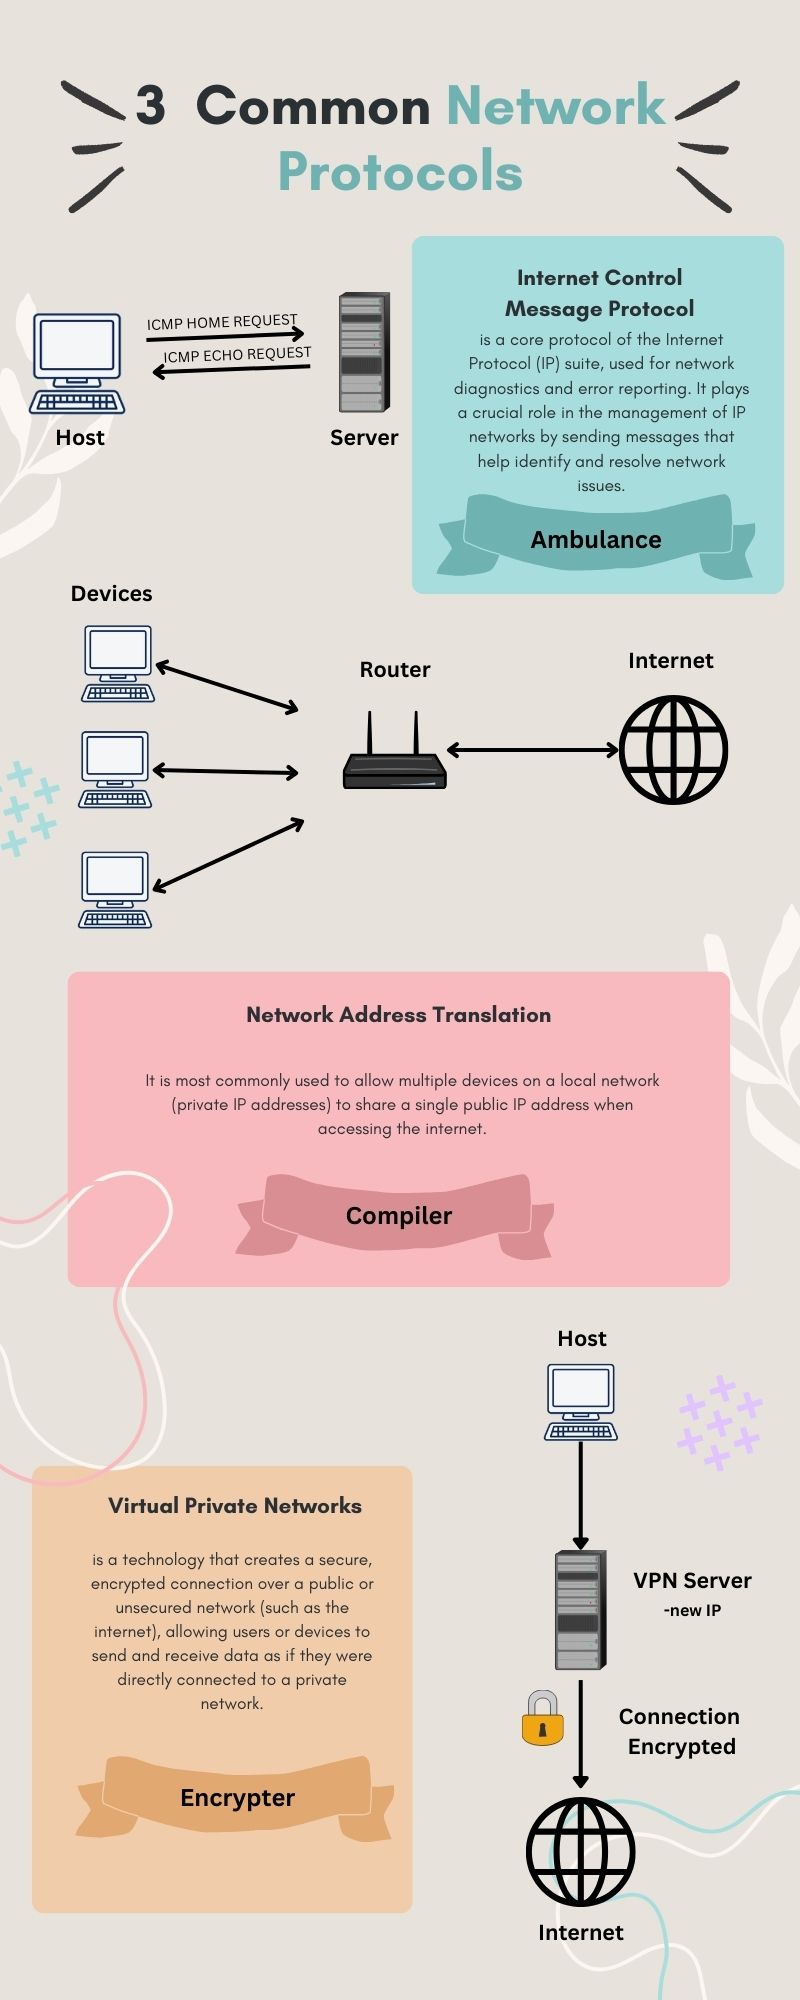 3 Common Network
Protocols
ICMP HOME REQUEST
ICMP ECHO REQUEST
Host
Server
Internet Control
Message Protocol
is a core protocol of the Internet
Protocol (IP) suite, used for network
diagnostics and error reporting. It plays
a crucial role in the management of IP
networks by sending messages that
help identify and resolve network
issues.
Ambulance
Devices
Router
Internet
Network Address Translation
It is most commonly used to allow multiple devices on a local network
(private IP addresses) to share a single public IP address when
accessing the internet.
Compiler
Host
Virtual Private Networks
is a technology that creates a secure,
encrypted connection over a public or
unsecured network (such as the
internet), allowing users or devices to
send and receive data as if they were
directly connected to a private
network.
Encrypter
VPN Server
-new IP
Connection
Encrypted
Internet